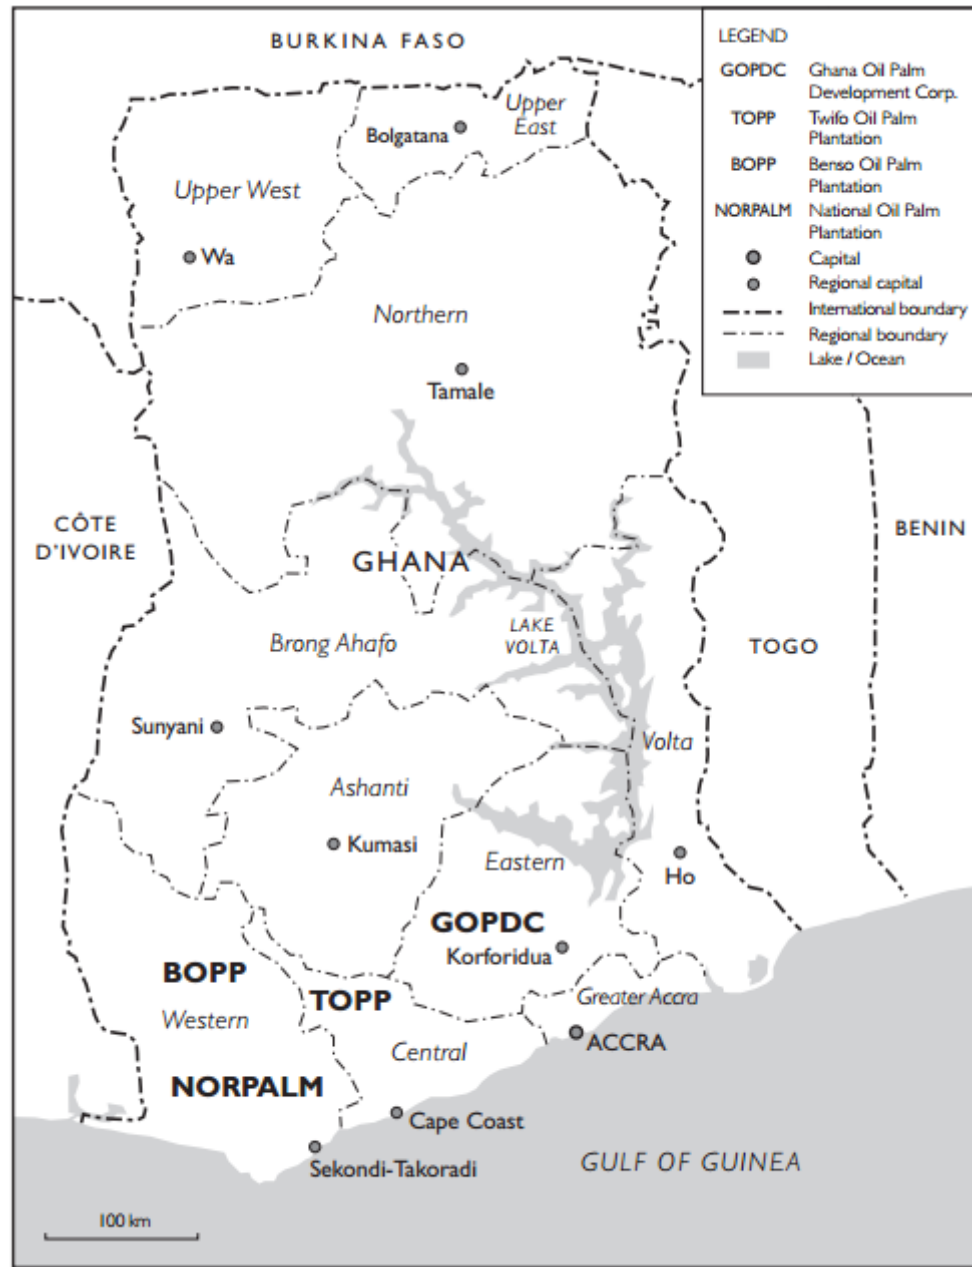 BURKINA FASO
LEGEND
GOPDC Ghana Oil Palm
Development Corp.
TOPP Twifo Oil Palm
Plantation
BOPP Benso Oil Palm
Plantation
NORPALM National Oil Palm
Plantation
Capital
Regional capital
International boundary
Regional boundary
Lake / Ocean
Upper
East
Bolgatana
Upper West
Wa
Northern
Tamale
CÔTE
D'IVOIRE
BENIN
GHANA
LAKE
VOLTA
Brong Ahafo
TOGO
Sunyani
Volta
Ashanti
Kumasi
Eastern
Ho
GOPDC
Korforidua
BOPP
TOPP
Greater Accra
Western
ACCRA
Central
NORPALM
Cape Coast
Sekondi-Takoradi
GULF OF GUINEA
100 km